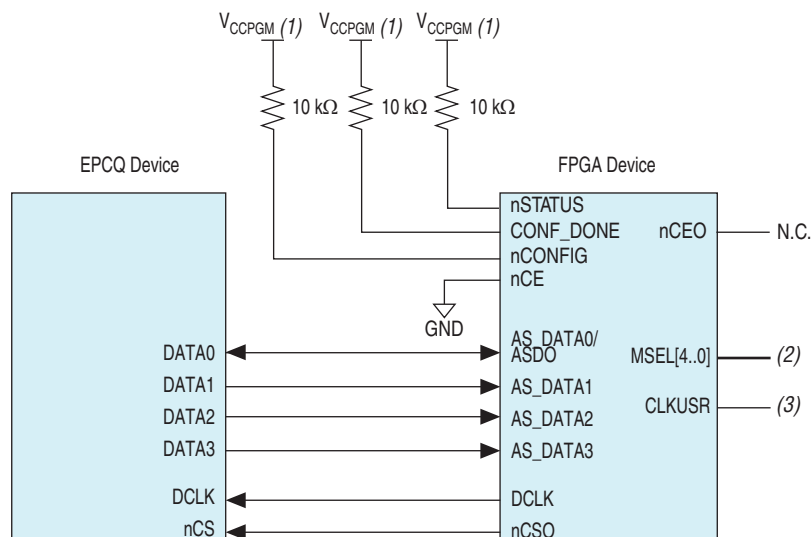 VCCPGM (1) VCCPGM (1) VCCPGM (1)
10 kΩ 10 kΩ 10 kΩ
EPCQ Device
FPGA Device
nSTATUS
CONF_DONE
nCEO
N.C.
nCONFIG
nCE
GND
DATA0
AS_DATA0/
ASDO
MSEL[4..0]
(2)
DATA1
AS_DATA1
CLKUSR
(3)
DATA2
AS_DATA2
DATA3
AS_DATA3
DCLK
DCLK
nCS
nCSO